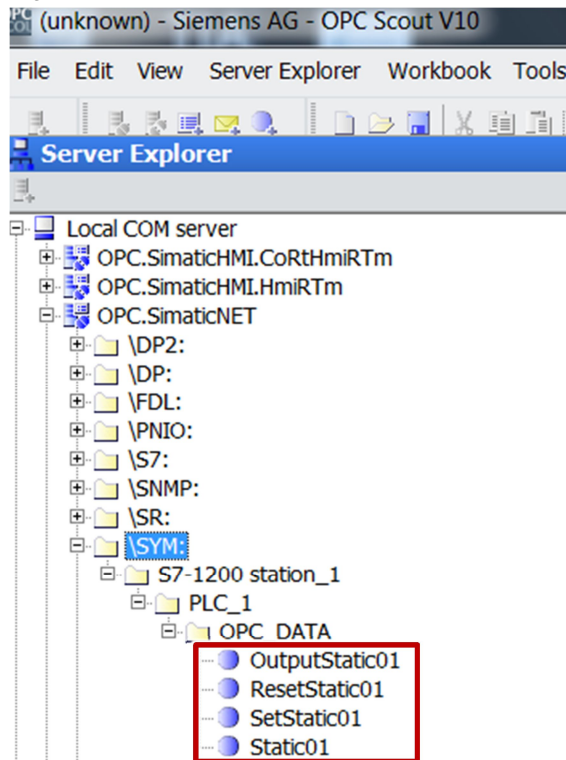 (unknown) - Siemens AG - OPC Scout V10
File Edit View Server Explorer Workbook Tools
Server Explorer
Local COM server
OPC.SimaticHMI.CoRtHmiRTm
OPC.SimaticHMI.HmiRTm
OPC.SimaticNET
\DP2:
\DP:
\FDL:
\PNIO:
\S7:
\SNMP:
\SR:
\SYM:
S7-1200 station_1
PLC_1
OPC_DATA
OutputStatic01
ResetStatic01
SetStatic01
Static01